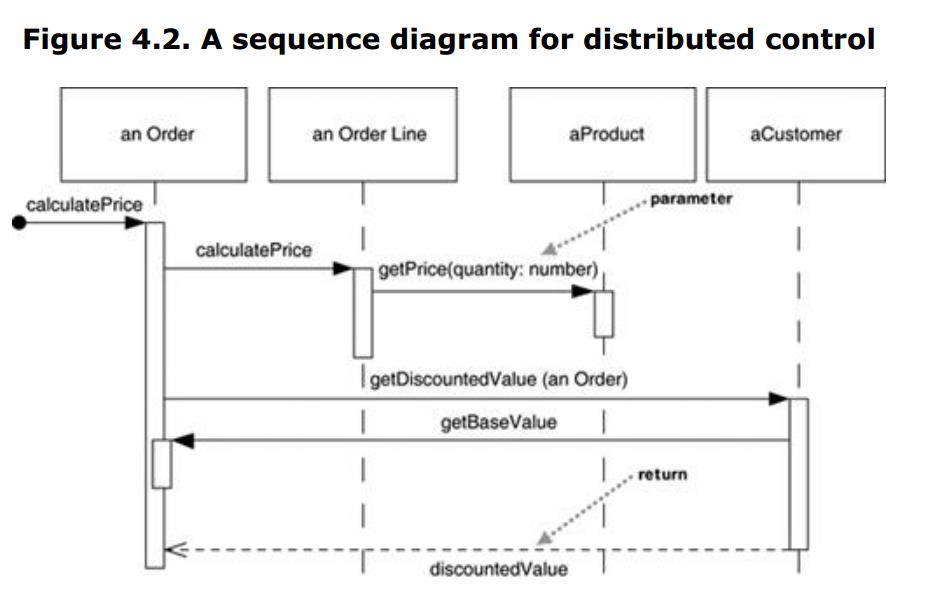 Figure 4.2. A sequence diagram for distributed control
an Order
an Order Line
aProduct
aCustomer
calculatePrice
parameter
calculatePrice
getPrice(quantity: number)
getDiscountedValue (an Order)
getBaseValue
return
discountedValue